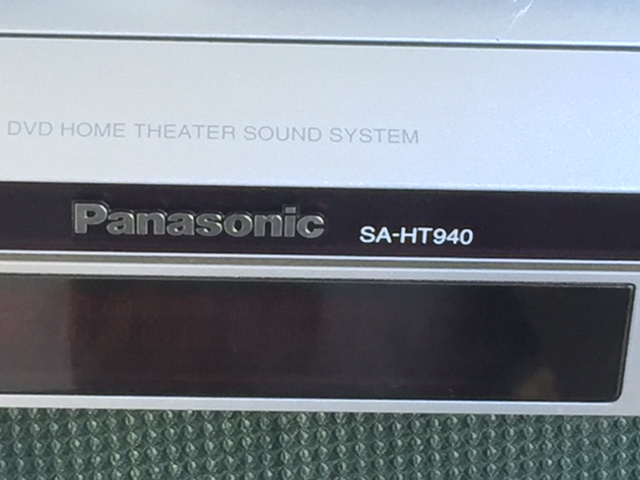 DVD HOME THEATER SOUND SYSTEM
Panasonic SA-HT940